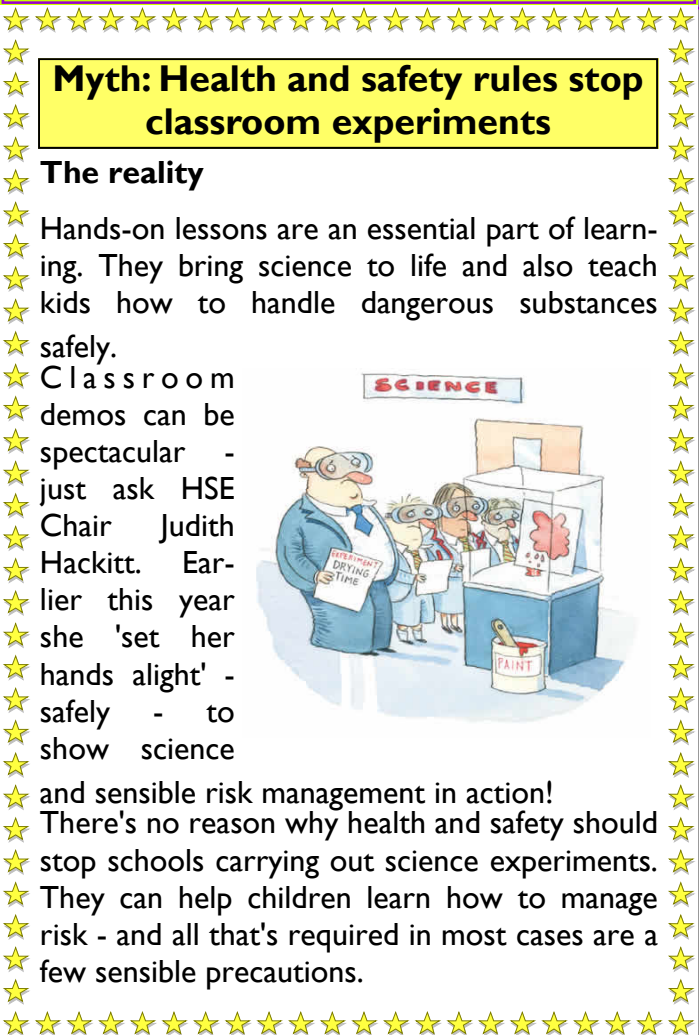 Myth: Health and safety rules stop
classroom experiments
The reality
Hands-on lessons are an essential part of learn-
ing. They bring science to life and also teach
kids how to handle dangerous substances
safely.
Classroom
demos can be
spectacular -
just ask HSE
Chair Judith
Hackitt. Ear-
lier this year
she 'set her
hands alight' -
safely - to
show science
SCIENCE
EXPERIMENT
DRYING
TIME
PAINT
and sensible risk management in action!
There's no reason why health and safety should
stop schools carrying out science experiments.
They can help children learn how to manage
risk - and all that's required in most cases are a
few sensible precautions.